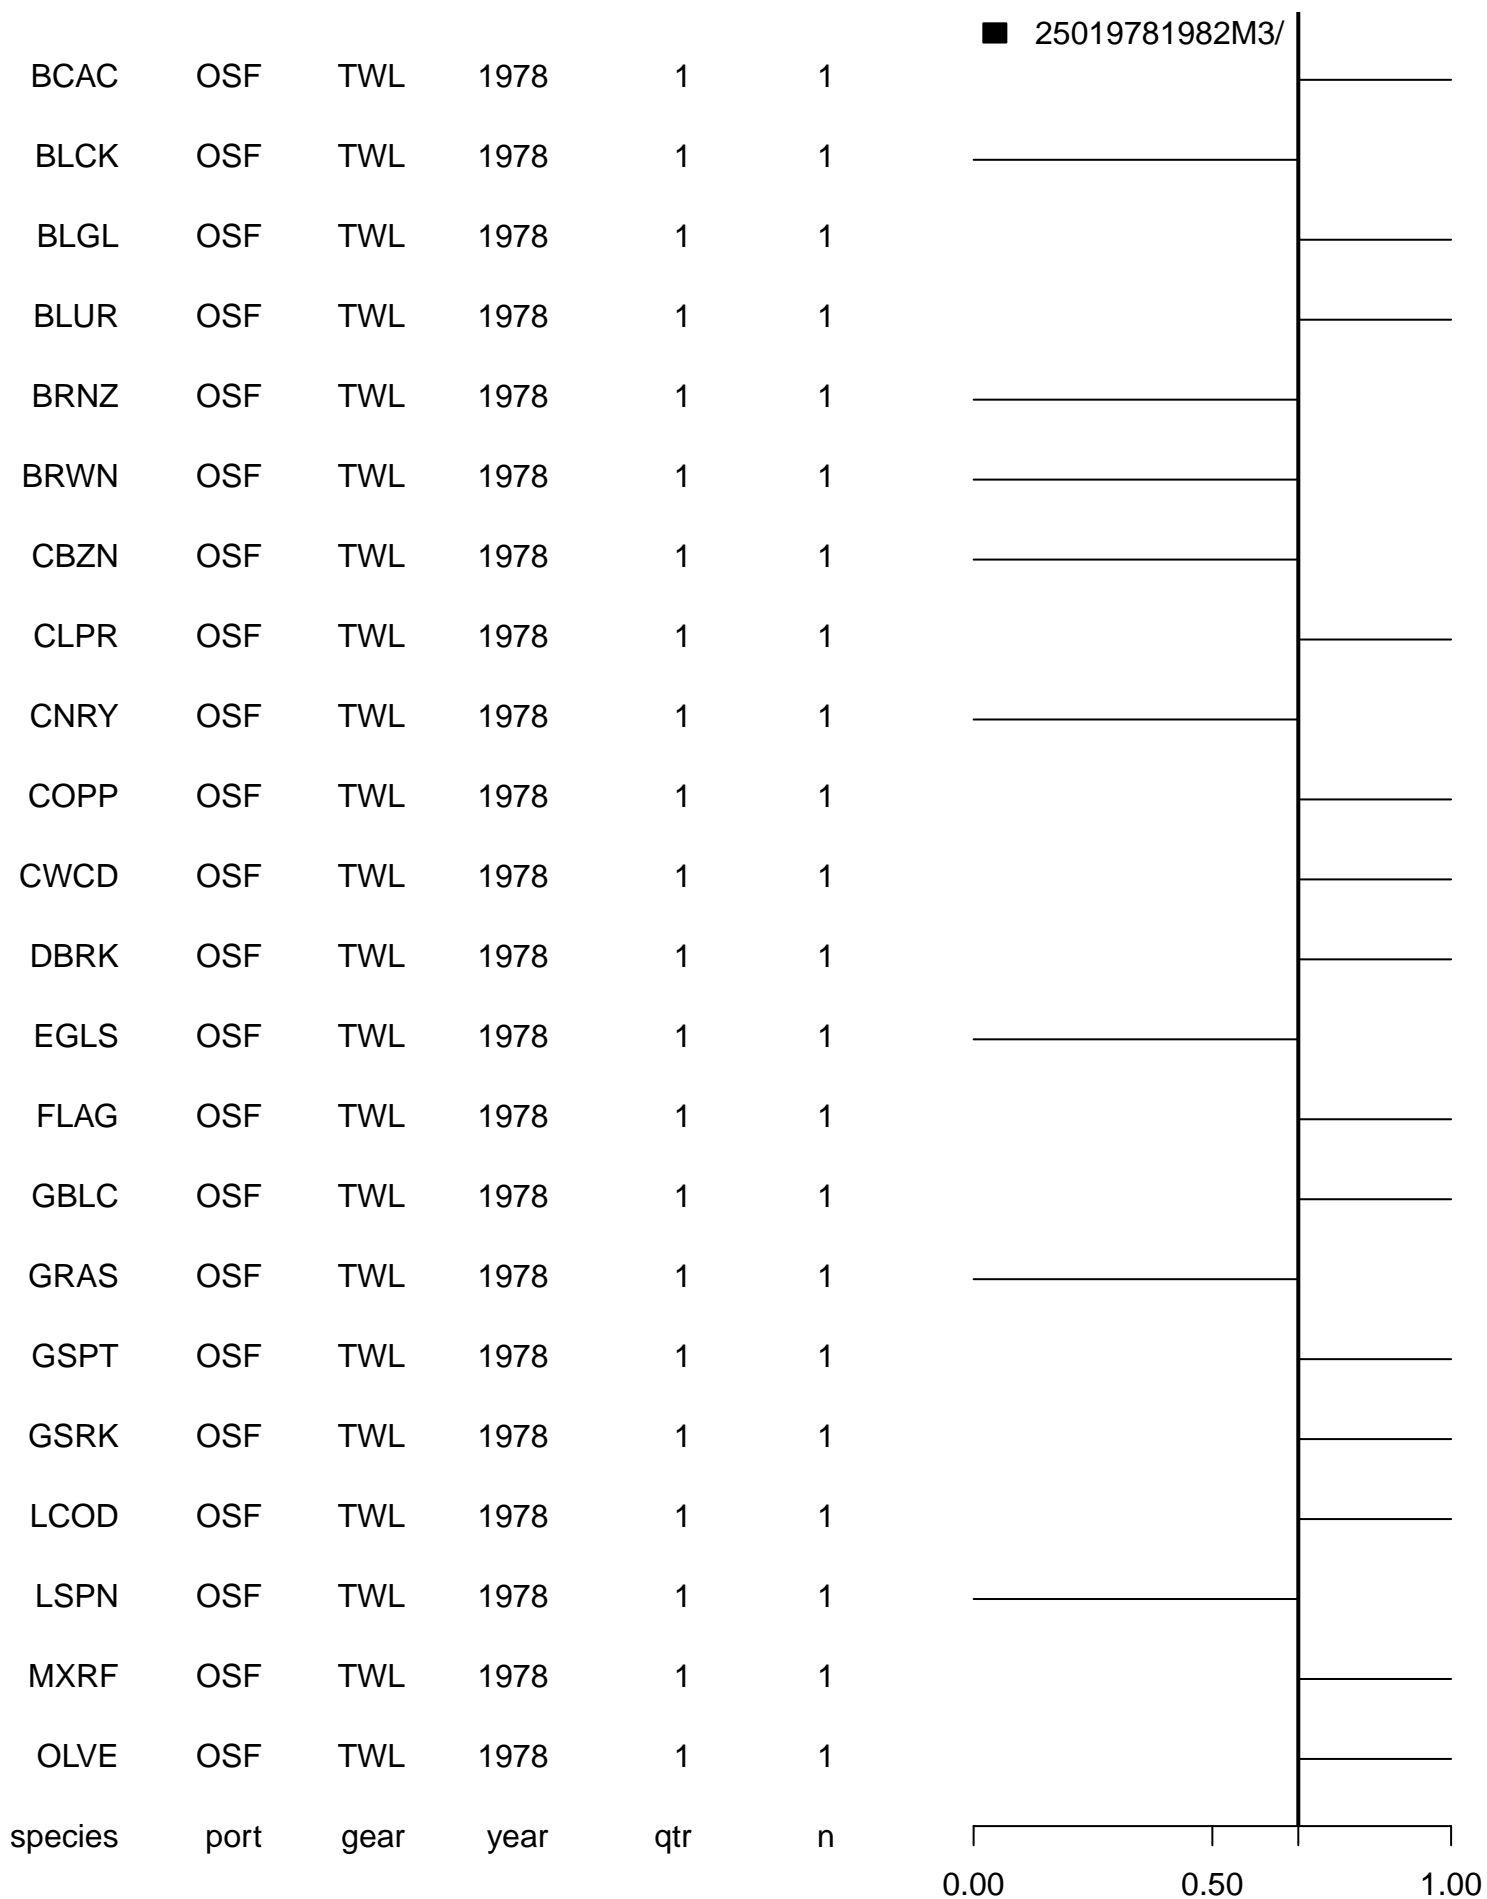 25019781982M3/
BCAC OSF TWL 1978 1 1
BLCK OSF TWL 1978 1 1
BLGL OSF TWL 1978 1 1
BLUR OSF TWL 1978 1 1
BRNZ OSF TWL 1978 1 1
BRWN OSF TWL 1978 1 1
CBZN OSF TWL 1978 1 1
CLPR OSF TWL 1978 1 1
CNRY OSF TWL 1978 1 1
COPP OSF TWL 1978 1 1
CWCD OSF TWL 1978 1 1
DBRK OSF TWL 1978 1 1
EGLS OSF TWL 1978 1 1
FLAG OSF TWL 1978 1 1
GBLC OSF TWL 1978 1 1
GRAS OSF TWL 1978 1 1
GSPT OSF TWL 1978 1 1
GSRK OSF TWL 1978 1 1
LCOD OSF TWL 1978 1 1
LSPN OSF TWL 1978 1 1
MXRF OSF TWL 1978 1 1
OLVE OSF TWL 1978 1 1
species port gear year qtr n
0.00 0.50 1.00